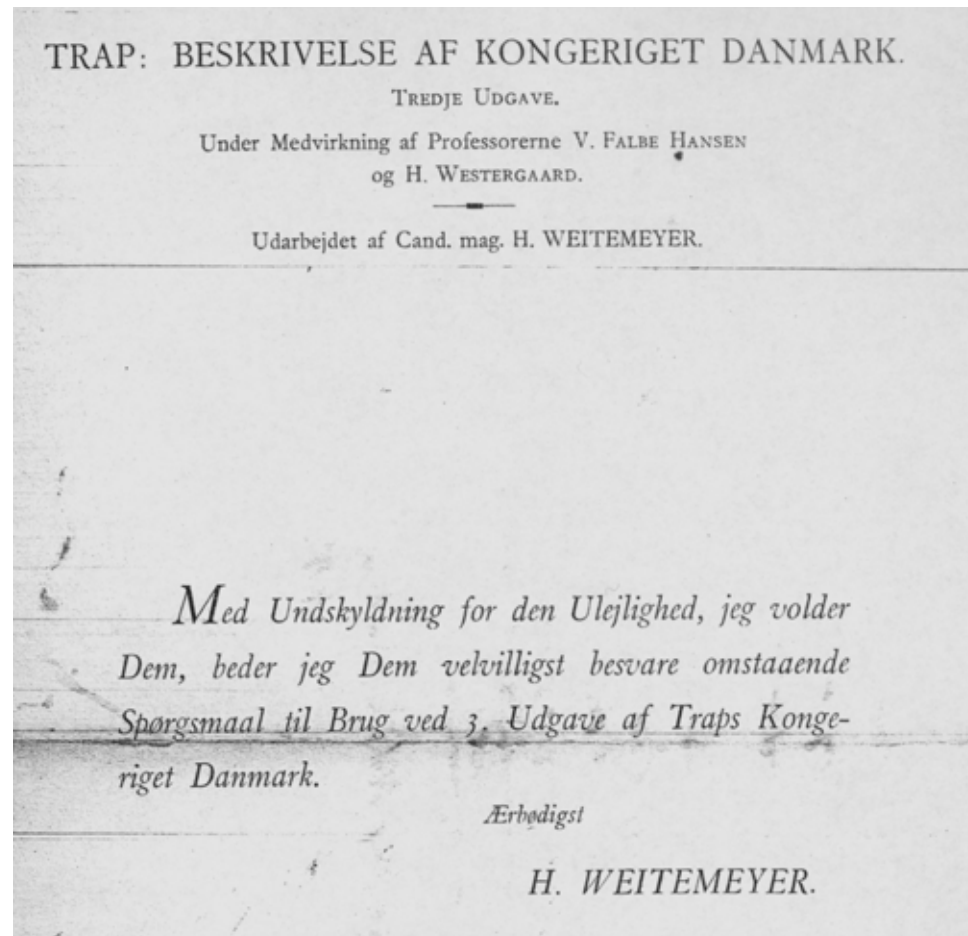 TRAP: BESKRIVELSE AF KONGERIGET DANMARK.
TREDJE UDGAVE.
Under Medvirkning af Professorerne V. FALBE HANSEN
og H. WESTERGAARD.
Udarbejdet af Cand. mag. H. WEITEMEYER.
Med Undskyldning for den Ulejlighed, jeg volder
Dem, beder jeg Dem velvilligst besvare omstaaende
Spørgsmaal til Brug ved 3. Udgave af Traps Konge-
riget Danmark.
Ærbødigst
H. WEITEMEYER.